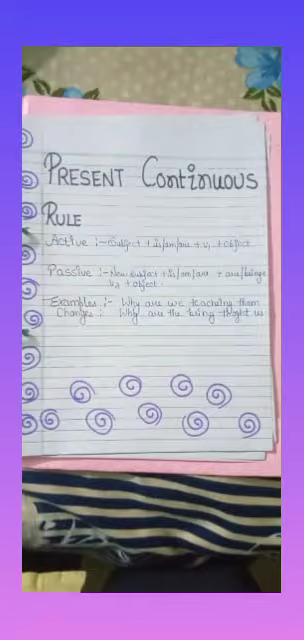 PRESENT Continuous
RULE
Active :- Subject + is/am/are + v1 + object
Passive :- New subject + is/am/are + are/being
v3 + object.
Examples :- Why are we teaching them
Changes : Why are the being thought us